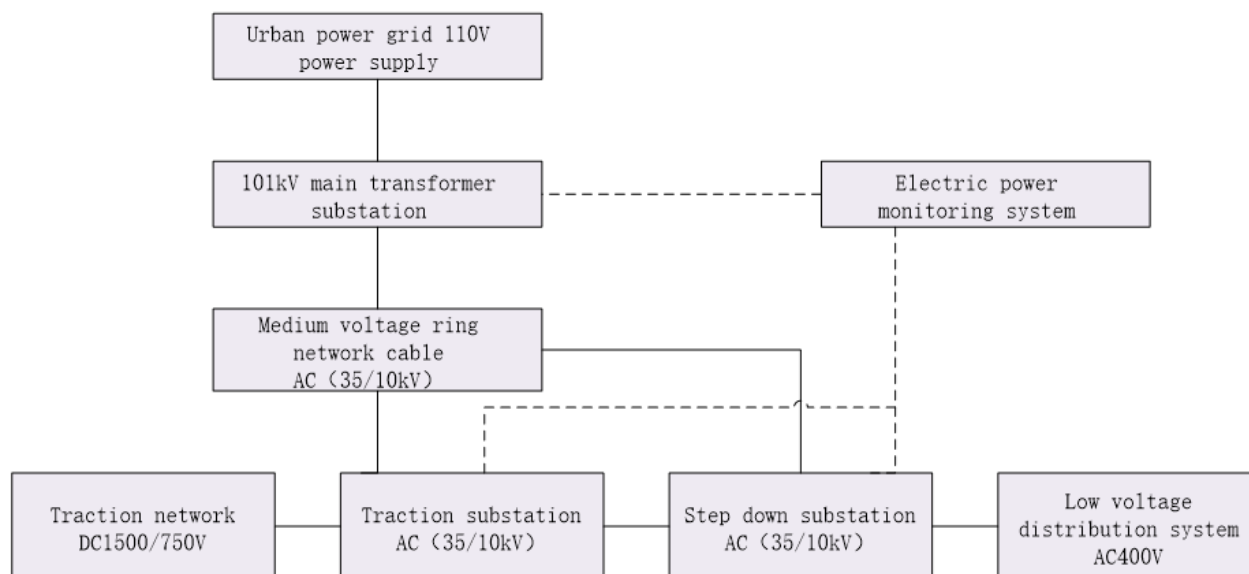 Urban power grid 110V
power supply
101kV main transformer
substation
Electric power
monitoring system
Medium voltage ring
network cable
AC（35/10kV）
Traction network
DC1500/750V
Traction substation
AC（35/10kV）
Step down substation
AC（35/10kV）
Low voltage
distribution system
AC400V